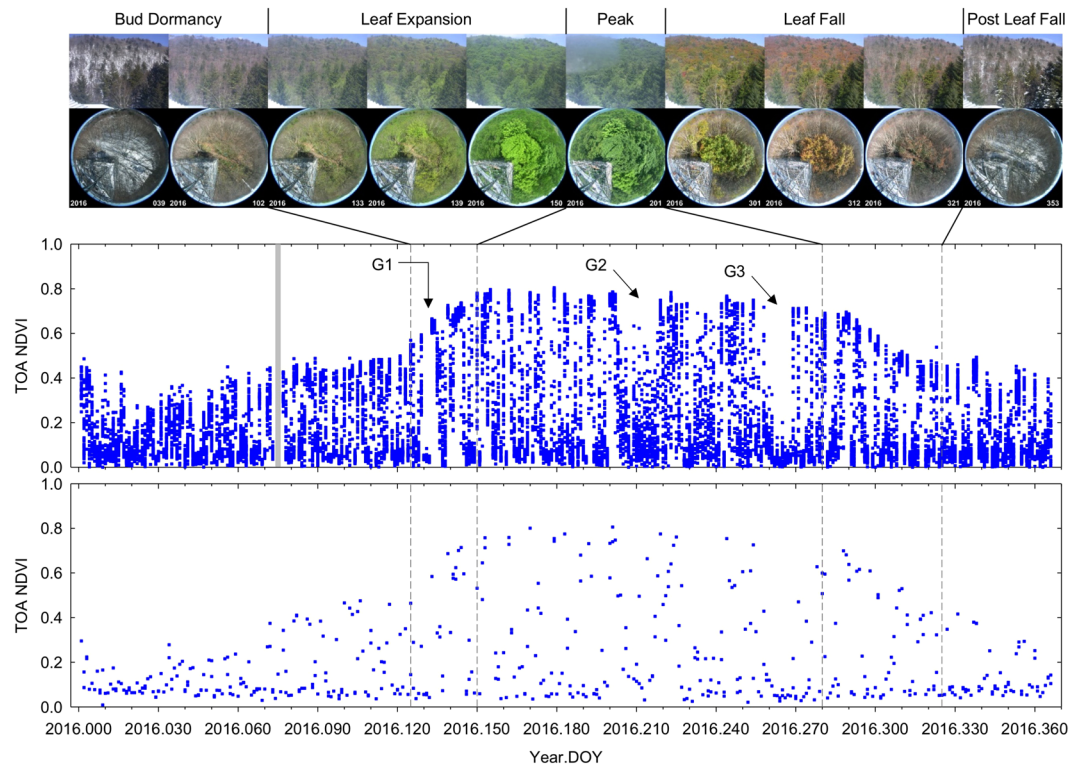 Bud Dormancy Leaf Expansion Peak Leaf Fall Post Leaf Fall
2016 039 2016 102 2016 133 2016 139 2016 150 2016 201 2016 301 2016 312 2016 321 2016 353
1.0
G1 G2 G3
0.8
0.6
TOA NDVI
0.4
0.2
0.0
1.0
0.8
0.6
TOA NDVI
0.4
0.2
0.0
2016.000 2016.030 2016.060 2016.090 2016.120 2016.150 2016.180 2016.210 2016.240 2016.270 2016.300 2016.330 2016.360
Year.DOY